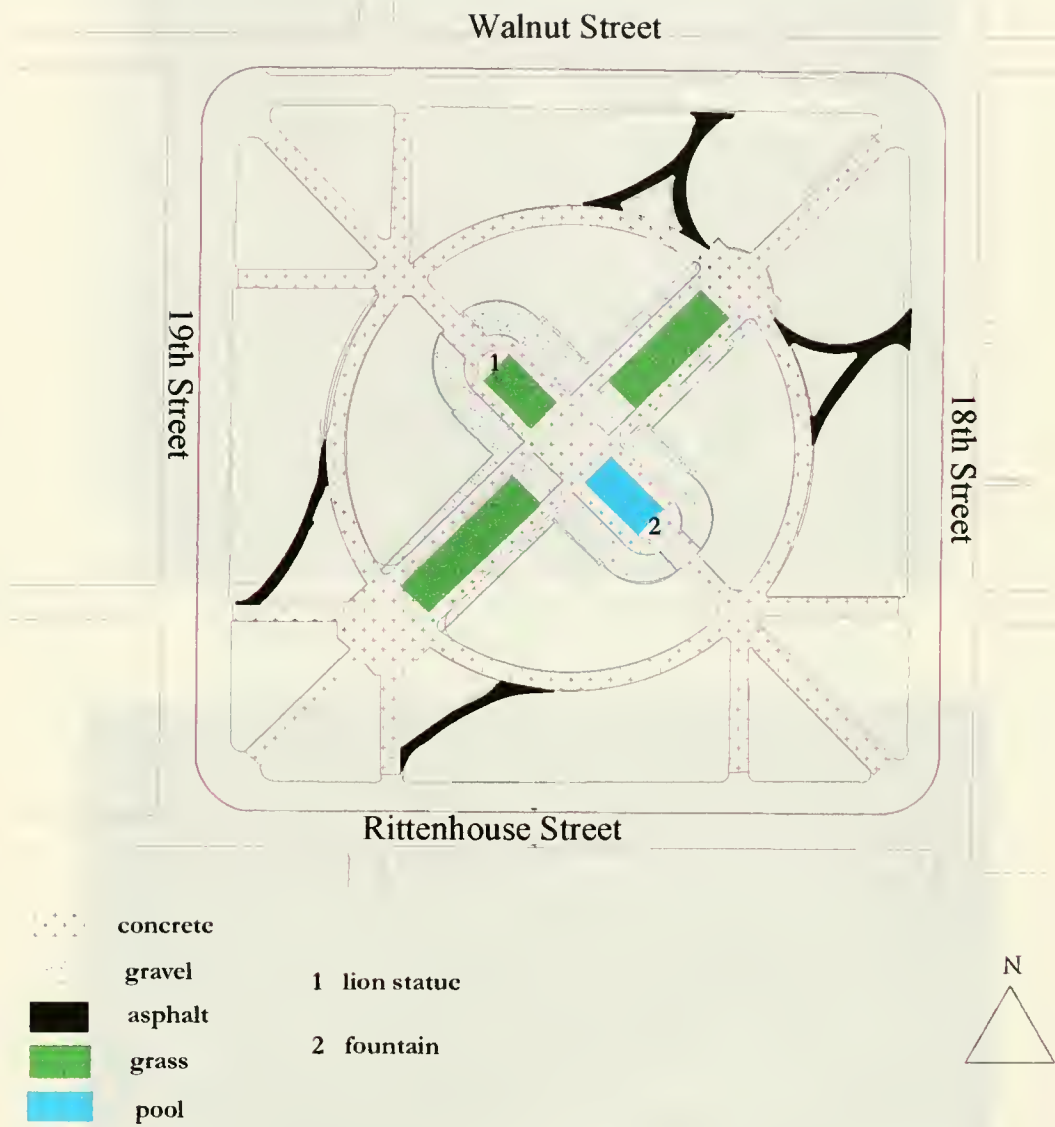 Walnut Street
19th Street
18th Street
1
2
Rittenhouse Street
concrete
gravel
asphalt
grass
pool
1 lion statue
2 fountain
N